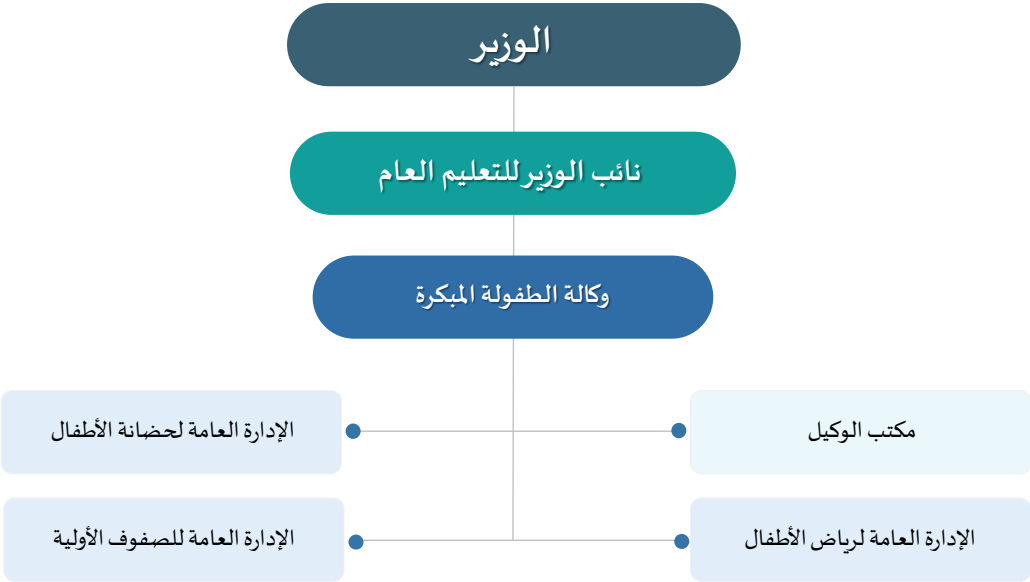 الوزير
نائب الوزير للتعليم العام
وكالة الطفولة المبكرة
مكتب الوكيل
الإدارة العامة لحضانة الأطفال
الإدارة العامة لرياض الأطفال
الإدارة العامة للصفوف الأولية